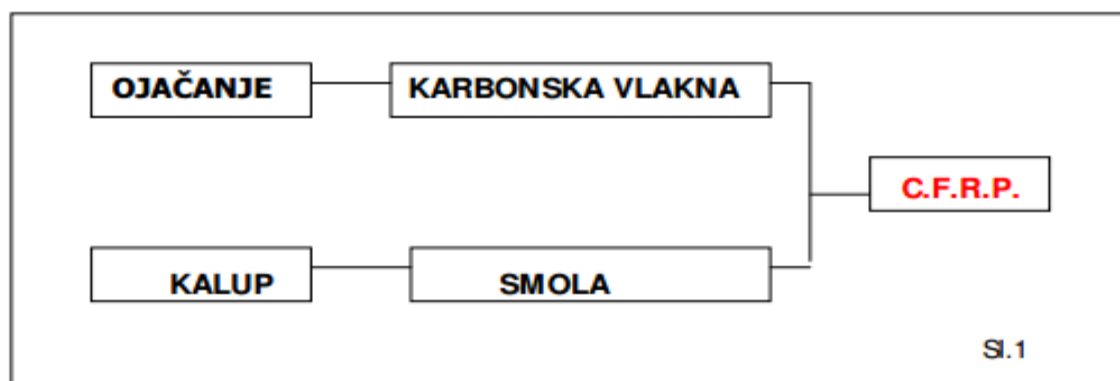 OJAČANJE
KARBONSKA VLAKNA
C.F.R.P.
KALUP
SMOLA
Sl.1